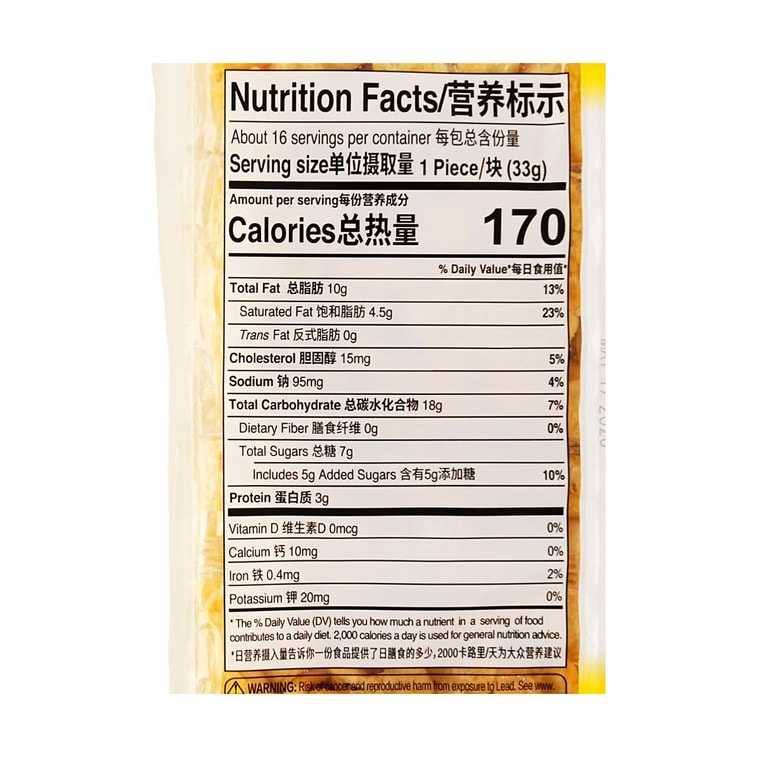 Nutrition Facts/营养标示
About 16 servings per container 每包总含份量
Serving size单位摄取量 1 Piece/块 (33g)
Amount per serving每份营养成分
Calories总热量 170
% Daily Value*每日食用值*
Total Fat 总脂肪 10g 13%
Saturated Fat 饱和脂肪 4.5g 23%
Trans Fat 反式脂肪 0g
Cholesterol 胆固醇 15mg 5%
Sodium 钠 95mg 4%
Total Carbohydrate 总碳水化合物 18g 7%
Dietary Fiber 膳食纤维 0g 0%
Total Sugars 总糖 7g
Includes 5g Added Sugars 含有5g添加糖 10%
Protein 蛋白质 3g
Vitamin D 维生素D 0mcg 0%
Calcium 钙 10mg 0%
Iron 铁 0.4mg 2%
Potassium 钾 20mg 0%
* The % Daily Value (DV) tells you how much a nutrient in a serving of food
contributes to a daily diet. 2,000 calories a day is used for general nutrition advice.
*日营养摄入量告诉你一份食品提供了日膳食的多少,2000卡路里/天为大众营养建议
WARNING: Risk of cancer and reproductive harm from exposure to Lead. See www.